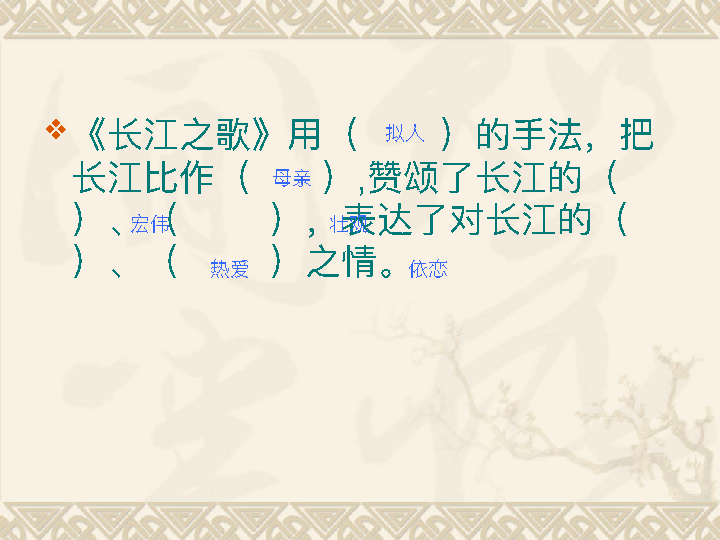 《长江之歌》用（ 拟人 ）的手法，把
长江比作（ 母亲 ）,赞颂了长江的（
）、（ 宏伟 ），表达了对长江的（ 壮观
）、（ 热爱 ）之情。依恋